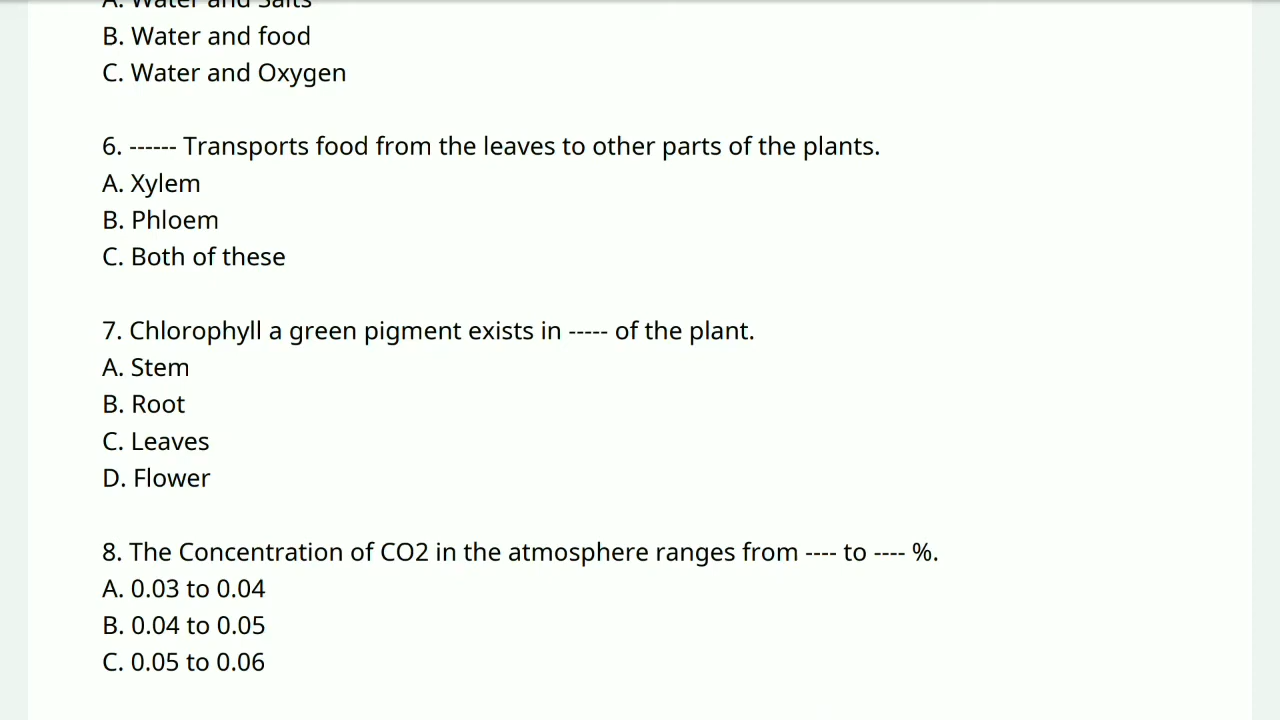 A. Water and Salts
B. Water and food
C. Water and Oxygen
6. ------ Transports food from the leaves to other parts of the plants.
A. Xylem
B. Phloem
C. Both of these
7. Chlorophyll a green pigment exists in ----- of the plant.
A. Stem
B. Root
C. Leaves
D. Flower
8. The Concentration of CO2 in the atmosphere ranges from ---- to ---- %.
A. 0.03 to 0.04
B. 0.04 to 0.05
C. 0.05 to 0.06